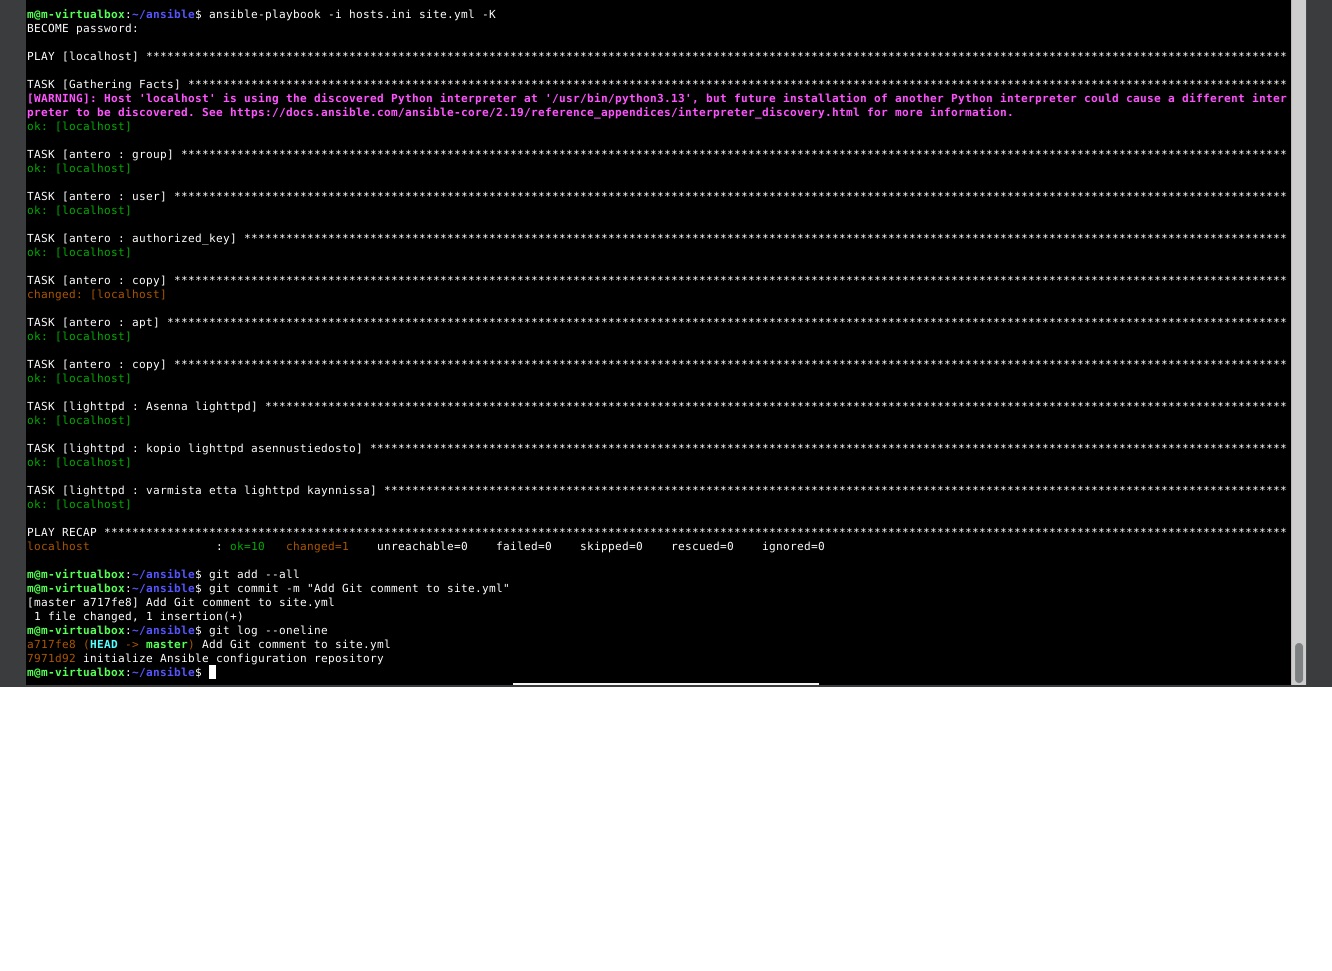 m@m-virtualbox:~/ansible$ ansible-playbook -i hosts.ini site.yml -K
BECOME password:
PLAY [localhost] *******************************************************************************************************************************************************************
TASK [Gathering Facts] *************************************************************************************************************************************************************
[WARNING]: Host 'localhost' is using the discovered Python interpreter at '/usr/bin/python3.13', but future installation of another Python interpreter could cause a different inter
preter to be discovered. See https://docs.ansible.com/ansible-core/2.19/reference_appendices/interpreter_discovery.html for more information.
ok: [localhost]
TASK [antero : group] **************************************************************************************************************************************************************
ok: [localhost]
TASK [antero : user] ***************************************************************************************************************************************************************
ok: [localhost]
TASK [antero : authorized_key] *****************************************************************************************************************************************************
ok: [localhost]
TASK [antero : copy] ***************************************************************************************************************************************************************
changed: [localhost]
TASK [antero : apt] ****************************************************************************************************************************************************************
ok: [localhost]
TASK [antero : copy] ***************************************************************************************************************************************************************
ok: [localhost]
TASK [lighttpd : Asenna lighttpd] **************************************************************************************************************************************************
ok: [localhost]
TASK [lighttpd : kopio lighttpd asennustiedosto] ***********************************************************************************************************************************
ok: [localhost]
TASK [lighttpd : varmista etta lighttpd kaynnissa] *********************************************************************************************************************************
ok: [localhost]
PLAY RECAP *************************************************************************************************************************************************************************
localhost                  : ok=10   changed=1    unreachable=0    failed=0    skipped=0    rescued=0    ignored=0
m@m-virtualbox:~/ansible$ git add --all
m@m-virtualbox:~/ansible$ git commit -m "Add Git comment to site.yml"
[master a717fe8] Add Git comment to site.yml
 1 file changed, 1 insertion(+)
m@m-virtualbox:~/ansible$ git log --oneline
a717fe8 (HEAD -> master) Add Git comment to site.yml
7971d92 initialize Ansible configuration repository
m@m-virtualbox:~/ansible$